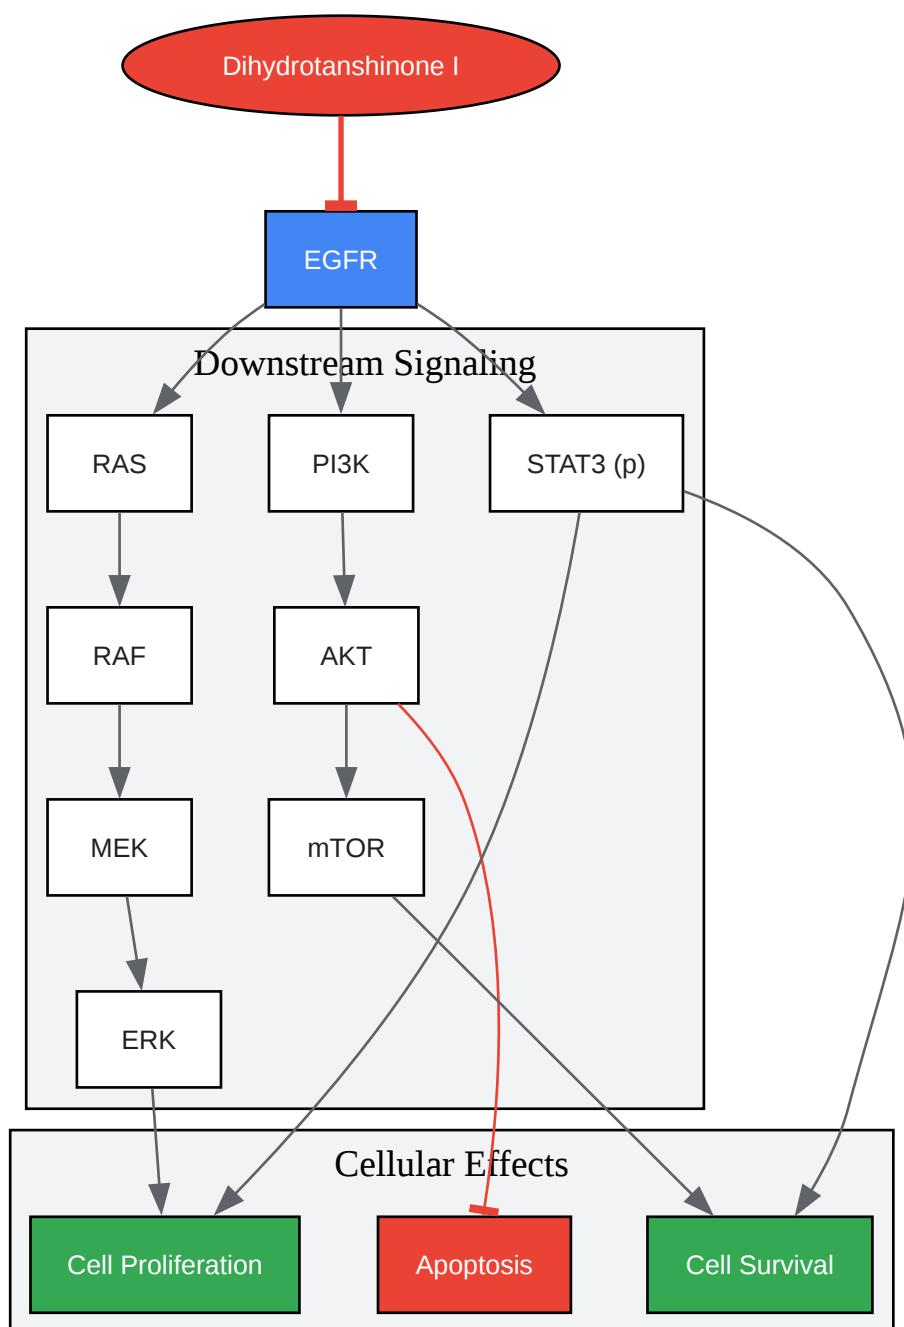 Dihydrotanshinone I
EGFR
Downstream Signaling
RAS
PI3K
STAT3 (p)
RAF
AKT
MEK
mTOR
ERK
Cellular Effects
Cell Proliferation
Apoptosis
Cell Survival